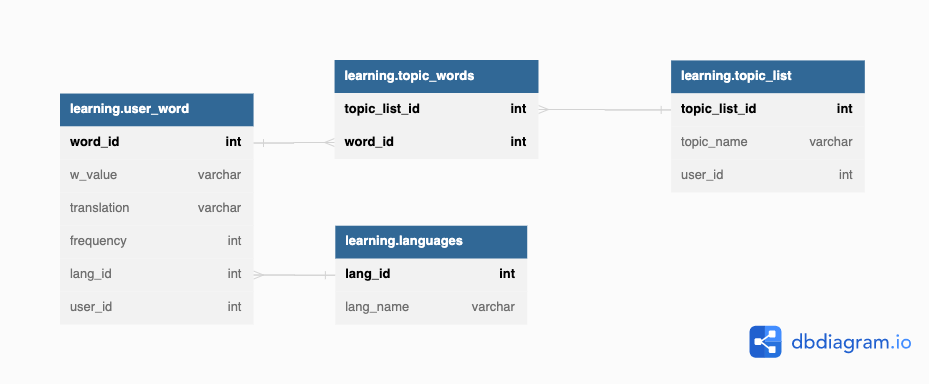 learning.user_word
word_id int
w_value varchar
translation varchar
frequency int
lang_id int
user_id int
learning.topic_words
topic_list_id int
word_id int
learning.languages
lang_id int
lang_name varchar
learning.topic_list
topic_list_id int
topic_name varchar
user_id int
dbdiagram.io